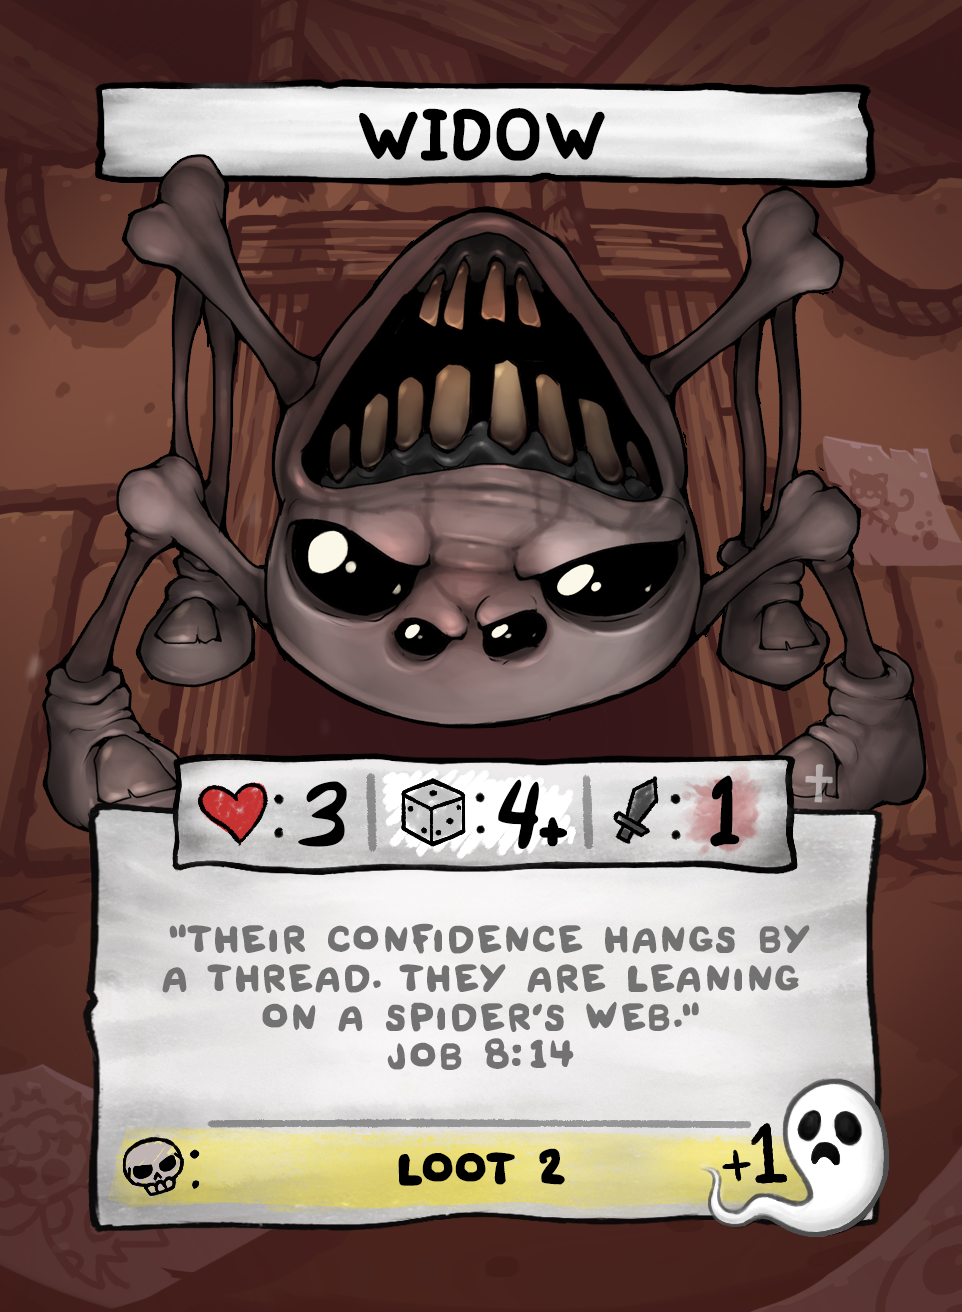 WIDOW
: 3 : 4+ : 1
"THEIR CONFIDENCE HANGS BY
A THREAD. THEY ARE LEANING
ON A SPIDER'S WEB."
JOB 8:14
: LOOT 2 +1